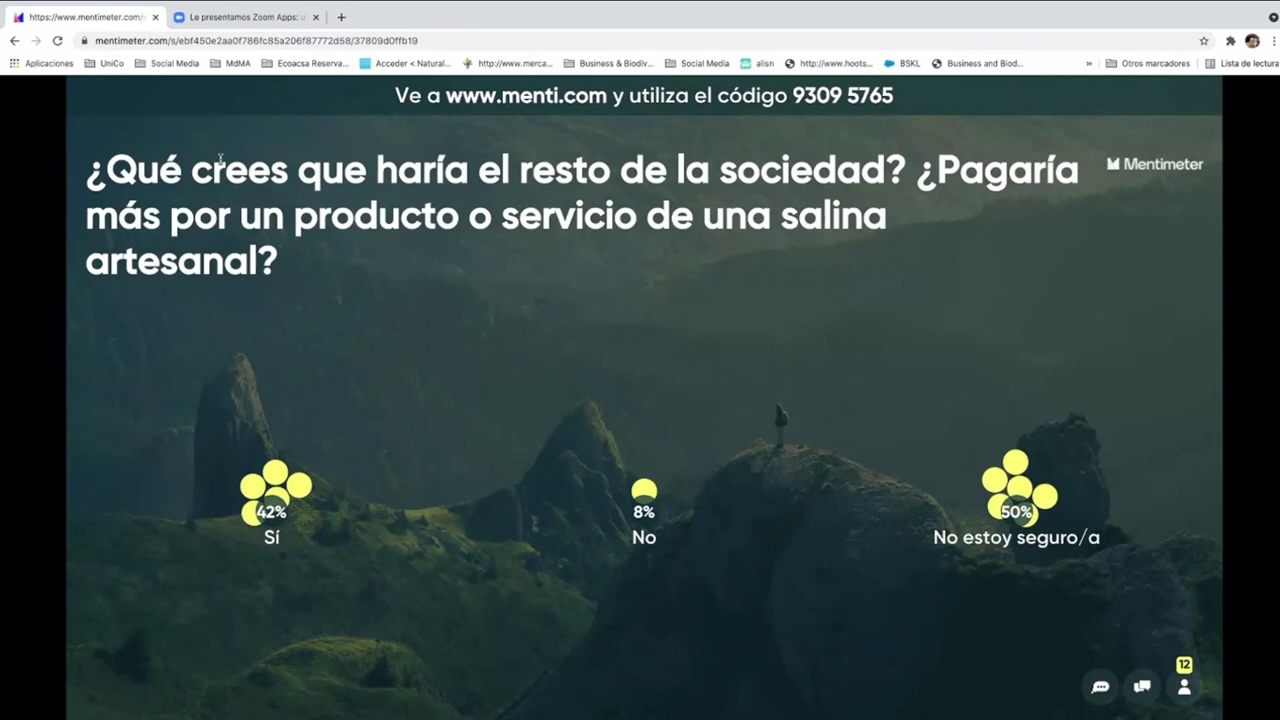 https://www.mentimeter.com/s
Le presentamos Zoom Apps: u
mentimeter.com/s/ebf450e2aa0f786fc85a206f87772d58/37809d0ffb19
Aplicaciones UniCo Social Media MdMA Ecoacsa Reserva... Acceder < Natural... http://www.merca... Business & Biodiv... Social Media alisn http://www.hoots... BSKL Business and Biod... » Otros marcadores Lista de lectura
Ve a www.menti.com y utiliza el código 9309 5765
¿Qué crees que haría el resto de la sociedad? ¿Pagaría
más por un producto o servicio de una salina
artesanal?
Mentimeter
42% 8% 50%
Sí No No estoy seguro/a
12